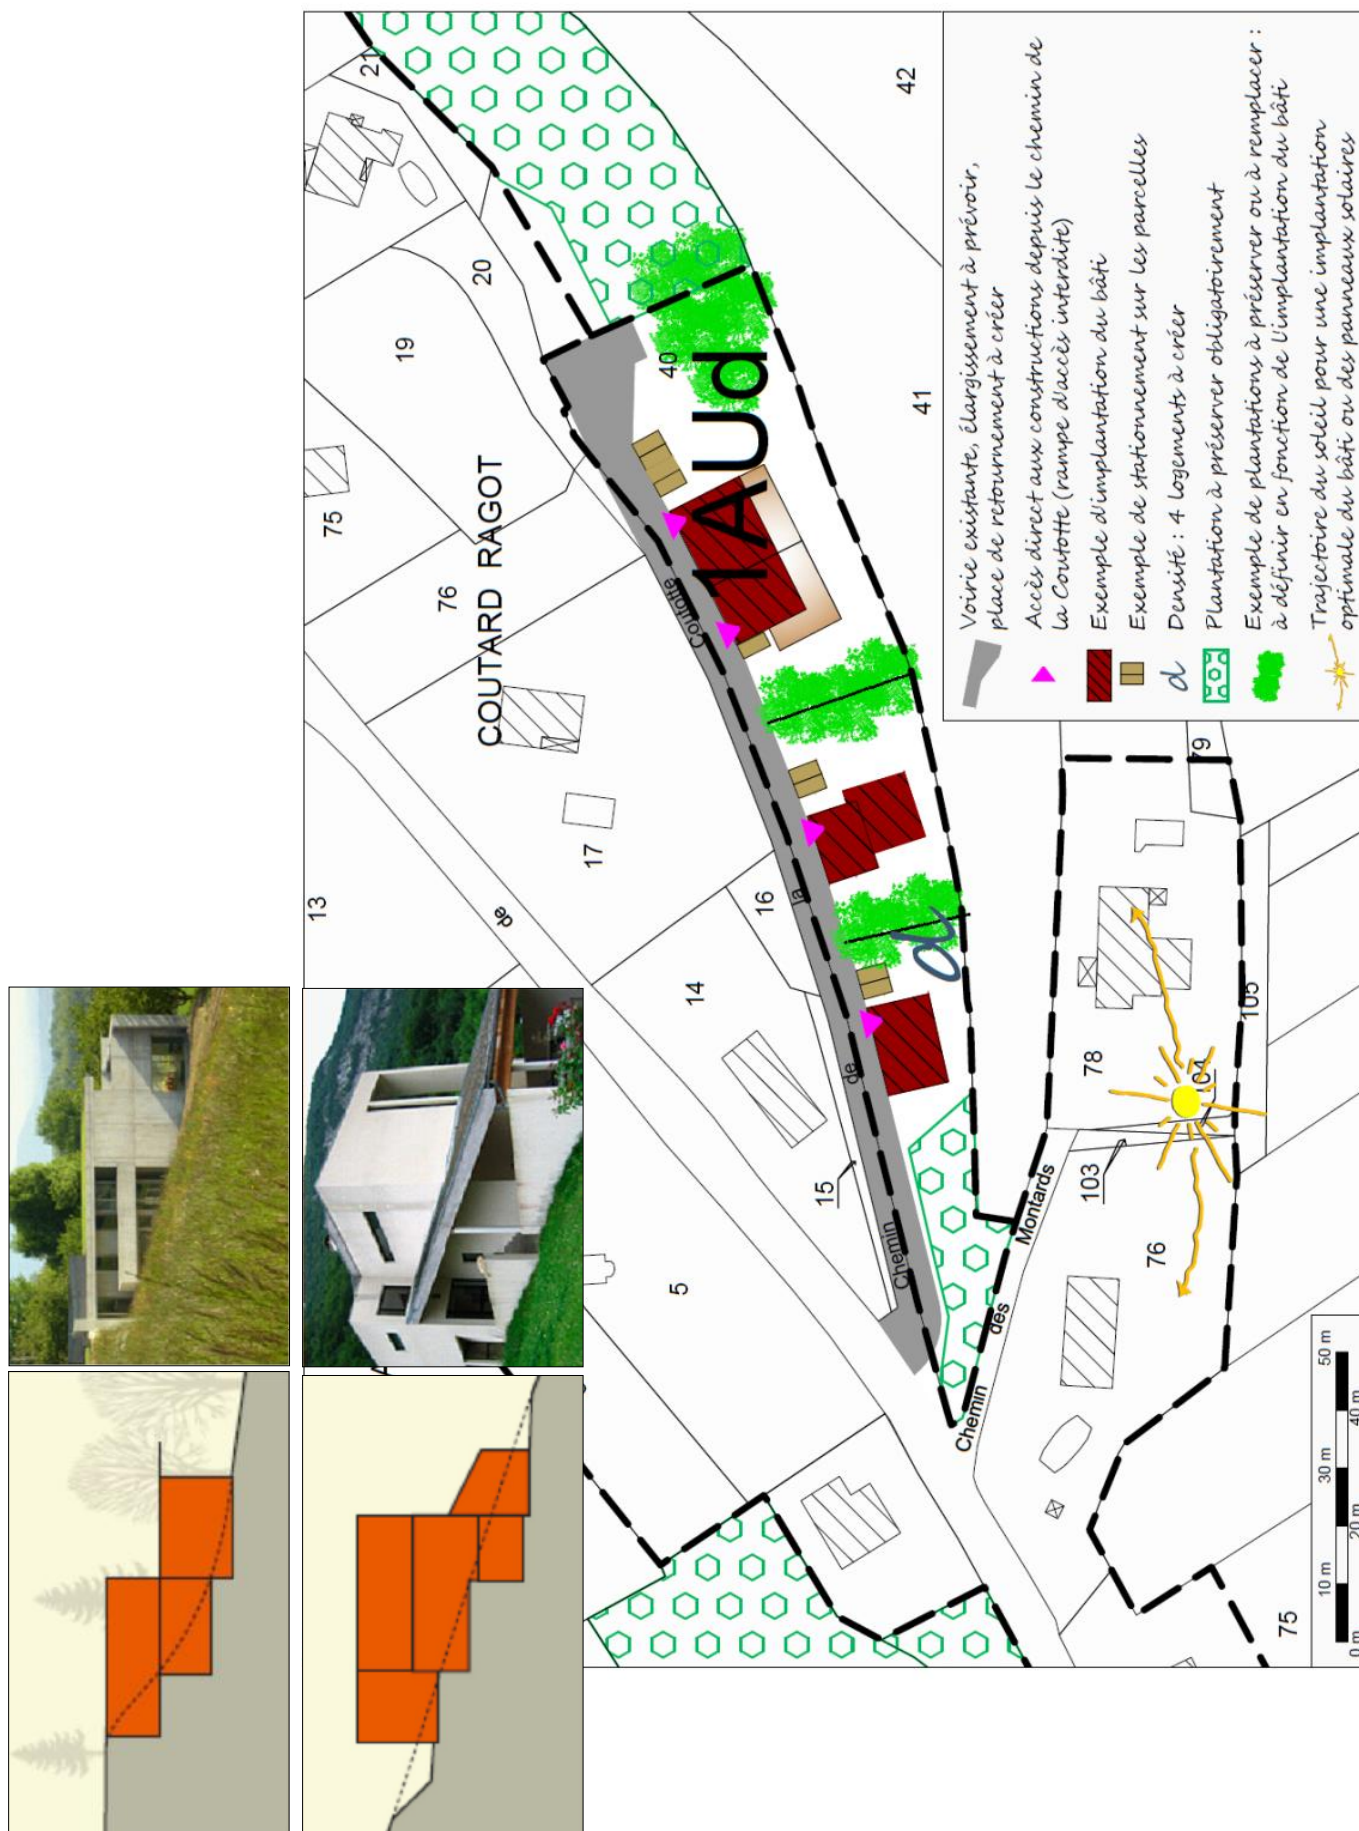 21
42
20
19
40
41
75
76
COUTARD RAGOT
1AUd
17
13
16
14
15
5
de
Chemin de la Coutotte
d
Chemin des Montards
79
78
105
104
103
76
75
Voirie existante, élargissement à prévoir,
place de retournement à créer
Accès direct aux constructions depuis le chemin de
la Coutotte (rampe d'accès interdite)
Exemple d'implantation du bâti
Exemple de stationnement sur les parcelles
d Densité : 4 logements à créer
Plantation à préserver obligatoirement
Exemple de plantations à préserver ou à remplacer :
à définir en fonction de l'implantation du bâti
Trajectoire du soleil pour une implantation
optimale du bâti ou des panneaux solaires
0 m 10 m 20 m 30 m 40 m 50 m